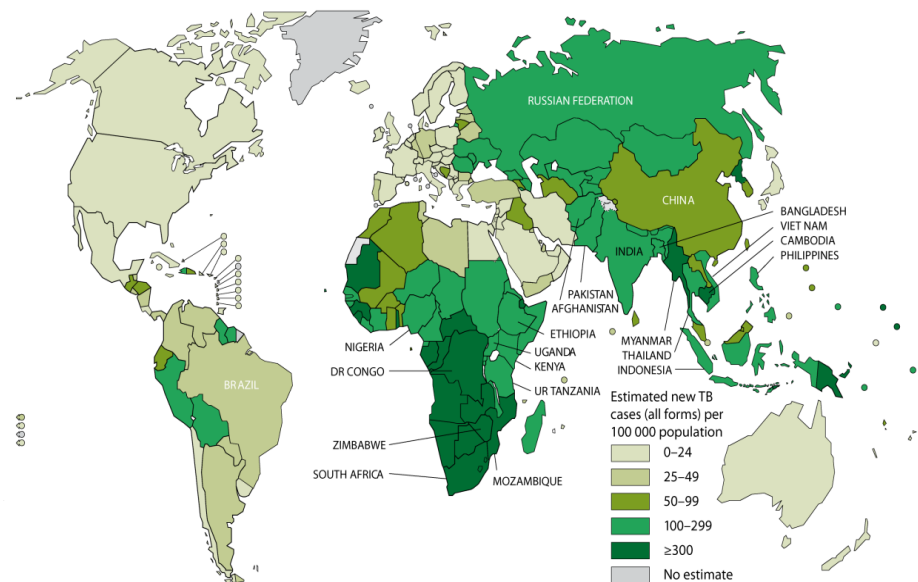 RUSSIAN FEDERATION
CHINA
BANGLADESH
VIET NAM
CAMBODIA
PHILIPPINES
INDIA
PAKISTAN
AFGHANISTAN
ETHIOPIA
NIGERIA
UGANDA
KENYA
MYANMAR
THAILAND
INDONESIA
DR CONGO
BRAZIL
UR TANZANIA
ZIMBABWE
SOUTH AFRICA
MOZAMBIQUE
Estimated new TB
cases (all forms) per
100 000 population
0–24
25–49
50–99
100–299
≥300
No estimate